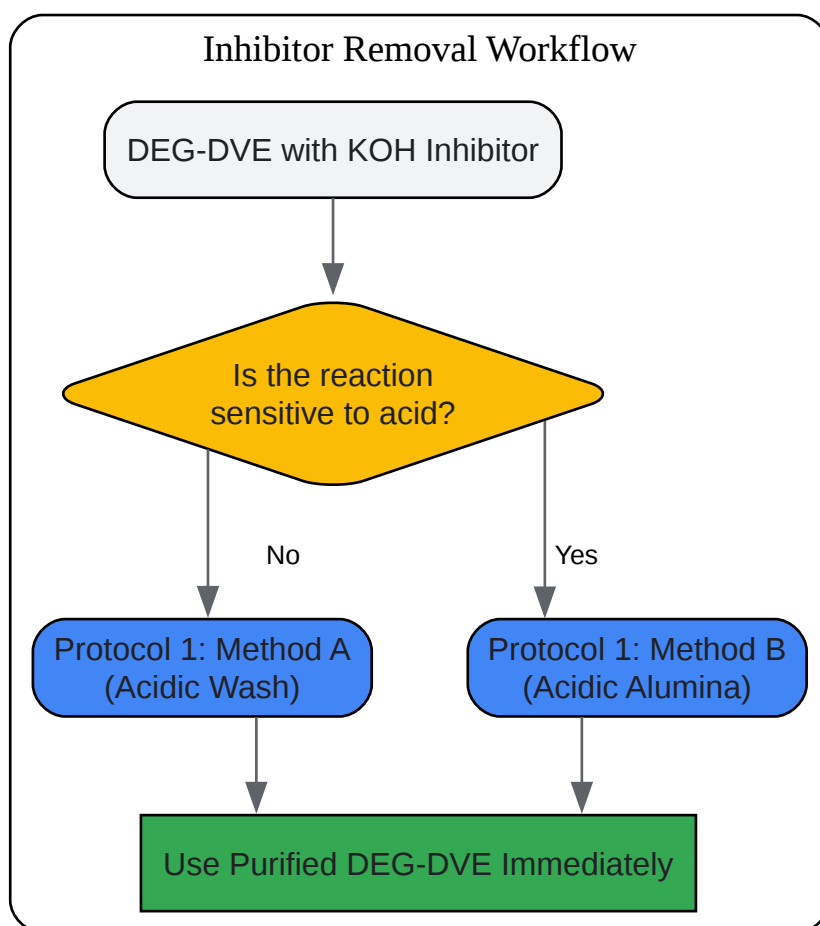 Inhibitor Removal Workflow
DEG-DVE with KOH Inhibitor
Is the reaction
sensitive to acid?
No
Yes
Protocol 1: Method A
(Acidic Wash)
Protocol 1: Method B
(Acidic Alumina)
Use Purified DEG-DVE Immediately